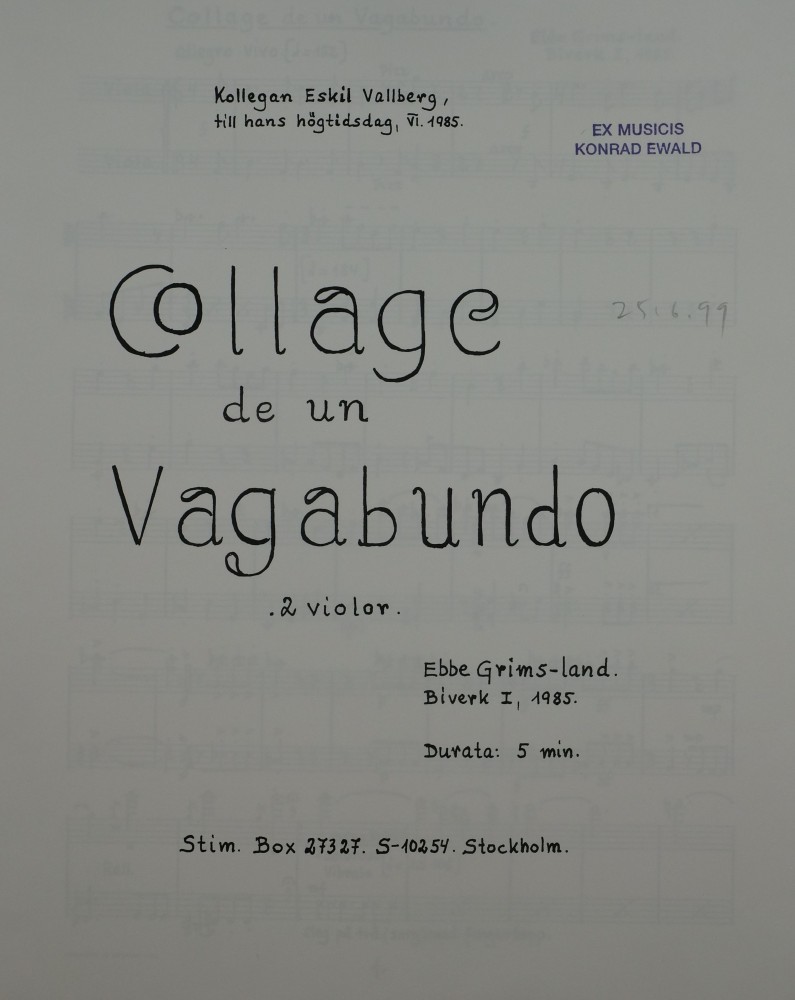 Kollegan Eskil Vallberg,
till hans högtidsdag, VI. 1985.
EX MUSICIS
KONRAD EWALD
Collage
25.6.99
de un
Vagabundo
.2 violor.
Ebbe Grims-land.
Biverk I, 1985.
Durata: 5 min.
Stim. Box 27327. S-10254. Stockholm.